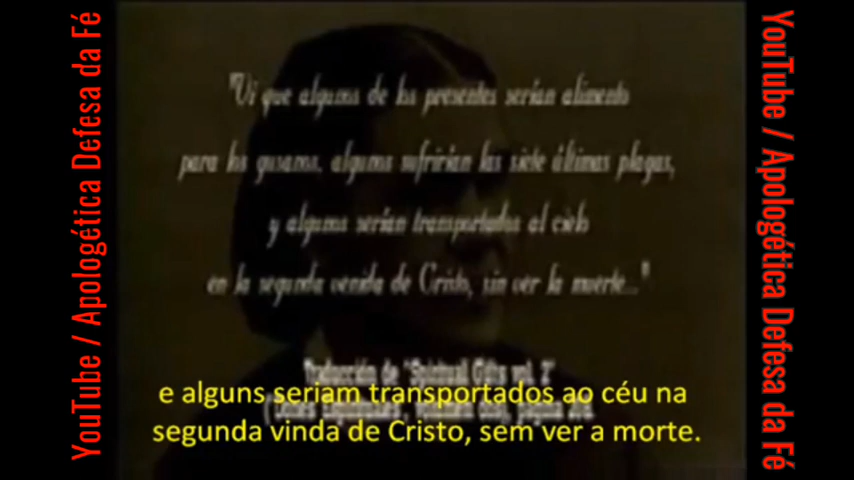 YouTube / Apologética Defesa da Fé
"Vi que algunos de los presentes serían alimento
para los gusanos, algunos sufrirían las siete últimas plagas,
y algunos serían transportados al cielo
en la segunda venida de Cristo, sin ver la muerte..."
Traducción de "Spiritual Gifts vol. 2"
e alguns seriam transportados ao céu na
segunda vinda de Cristo, sem ver a morte.
YouTube / Apologética Defesa da Fé